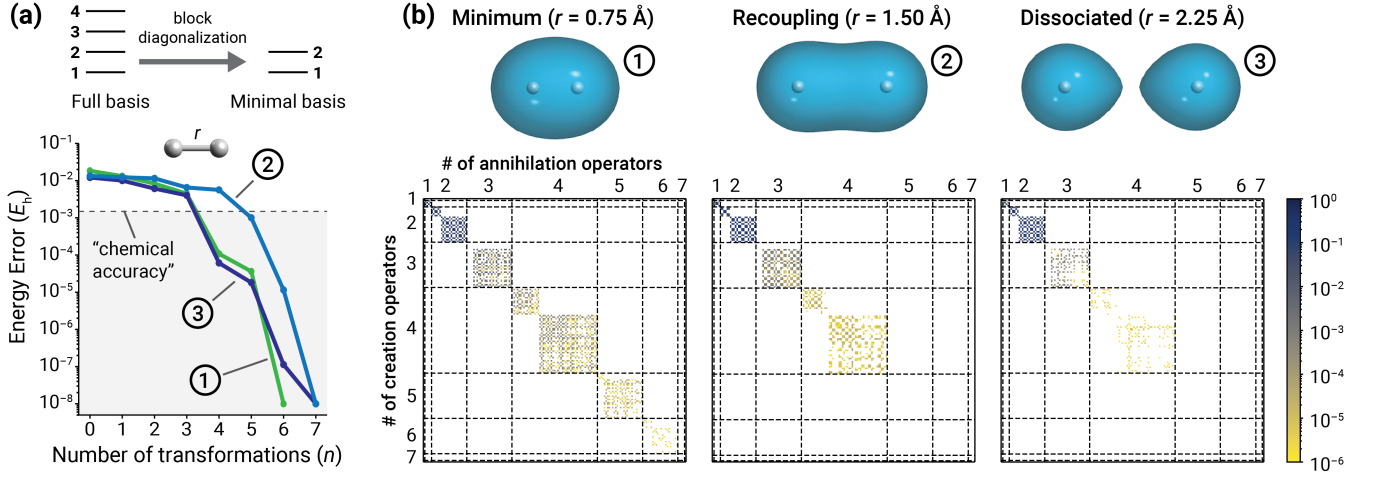 (a)
4
3
2
1
block
diagonalization
2
1
Full basis
Minimal basis
r
10⁻¹
10⁻²
10⁻³
10⁻⁴
10⁻⁵
10⁻⁶
10⁻⁷
10⁻⁸
Energy Error (Eₕ)
2
"chemical
accuracy"
3
1
0 1 2 3 4 5 6 7
Number of transformations (n)
(b)
Minimum (r = 0.75 Å)
1
Recoupling (r = 1.50 Å)
2
Dissociated (r = 2.25 Å)
3
# of annihilation operators
1 2 3 4 5 6 7
1 2 3 4 5 6 7
1 2 3 4 5 6 7
# of creation operators
1
2
3
4
5
6
7
10⁰
10⁻¹
10⁻²
10⁻³
10⁻⁴
10⁻⁵
10⁻⁶